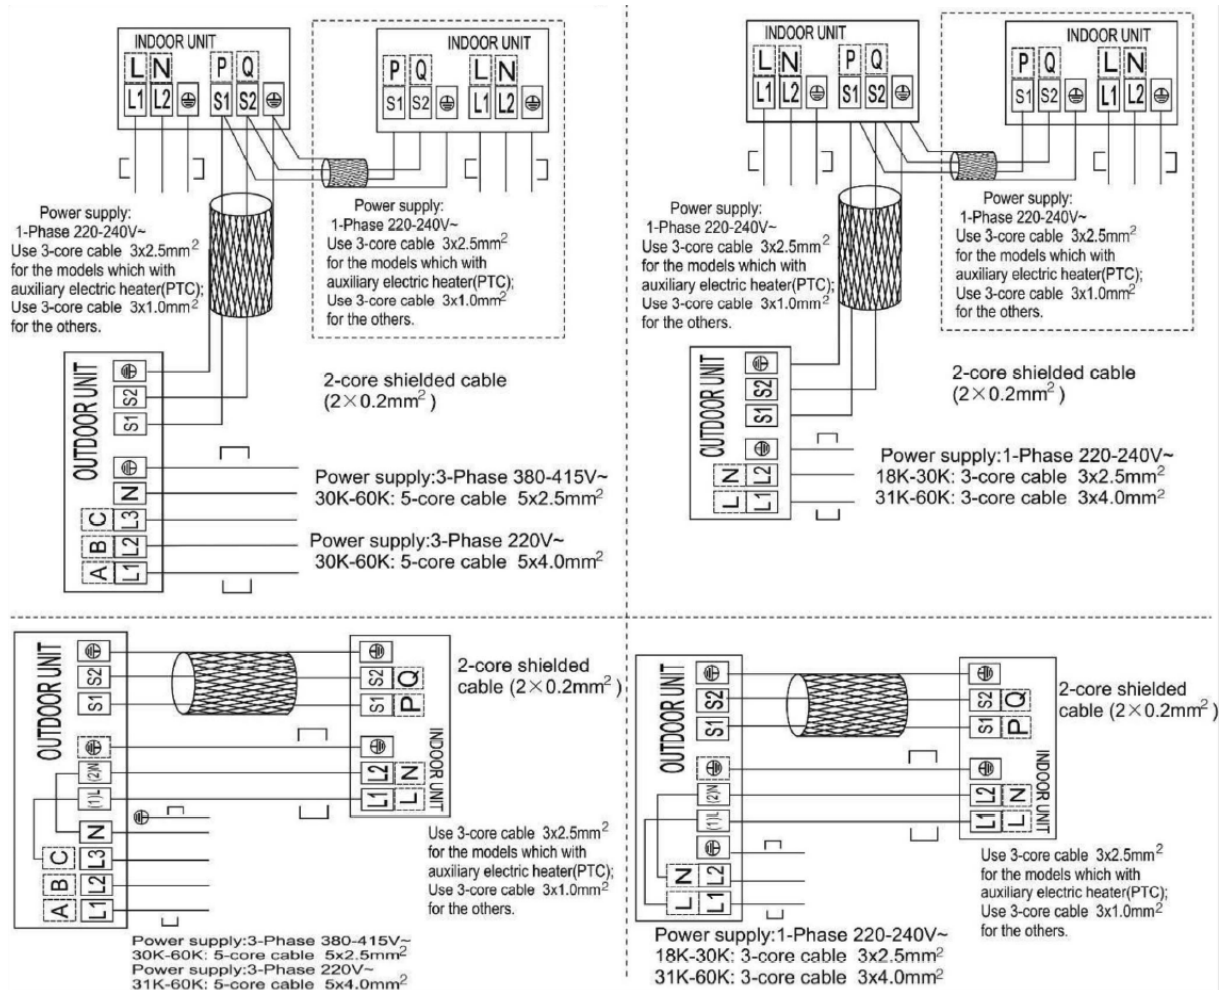 INDOOR UNIT
L N P Q
L1 L2 S1 S2
INDOOR UNIT
P Q L N
S1 S2 L1 L2
Power supply:
1-Phase 220-240V~
Use 3-core cable 3x2.5mm²
for the models which with
auxiliary electric heater(PTC);
Use 3-core cable 3x1.0mm²
for the others.
Power supply:
1-Phase 220-240V~
Use 3-core cable 3x2.5mm²
for the models which with
auxiliary electric heater(PTC);
Use 3-core cable 3x1.0mm²
for the others.
OUTDOOR UNIT
S2
S1
N
C L3
B L2
A L1
2-core shielded cable
(2×0.2mm²)
Power supply:3-Phase 380-415V~
30K-60K: 5-core cable 5x2.5mm²
Power supply:3-Phase 220V~
30K-60K: 5-core cable 5x4.0mm²
INDOOR UNIT
L N P Q
L1 L2 S1 S2
INDOOR UNIT
P Q L N
S1 S2 L1 L2
Power supply:
1-Phase 220-240V~
Use 3-core cable 3x2.5mm²
for the models which with
auxiliary electric heater(PTC);
Use 3-core cable 3x1.0mm²
for the others.
Power supply:
1-Phase 220-240V~
Use 3-core cable 3x2.5mm²
for the models which with
auxiliary electric heater(PTC);
Use 3-core cable 3x1.0mm²
for the others.
OUTDOOR UNIT
S2
S1
N L2
L L1
2-core shielded cable
(2×0.2mm²)
Power supply:1-Phase 220-240V~
18K-30K: 3-core cable 3x2.5mm²
31K-60K: 3-core cable 3x4.0mm²
OUTDOOR UNIT
S2
S1
(2)N
(1)L
N
C L3
B L2
A L1
S2 Q
S1 P
L2 N
L1 L
INDOOR UNIT
2-core shielded
cable (2×0.2mm²)
Use 3-core cable 3x2.5mm²
for the models which with
auxiliary electric heater(PTC);
Use 3-core cable 3x1.0mm²
for the others.
Power supply:3-Phase 380-415V~
30K-60K: 5-core cable 5x2.5mm²
Power supply:3-Phase 220V~
31K-60K: 5-core cable 5x4.0mm²
OUTDOOR UNIT
S2
S1
(2)N
(1)L
N L2
L L1
S2 Q
S1 P
L2 N
L1 L
INDOOR UNIT
2-core shielded
cable (2×0.2mm²)
Use 3-core cable 3x2.5mm²
for the models which with
auxiliary electric heater(PTC);
Use 3-core cable 3x1.0mm²
for the others.
Power supply:1-Phase 220-240V~
18K-30K: 3-core cable 3x2.5mm²
31K-60K: 3-core cable 3x4.0mm²